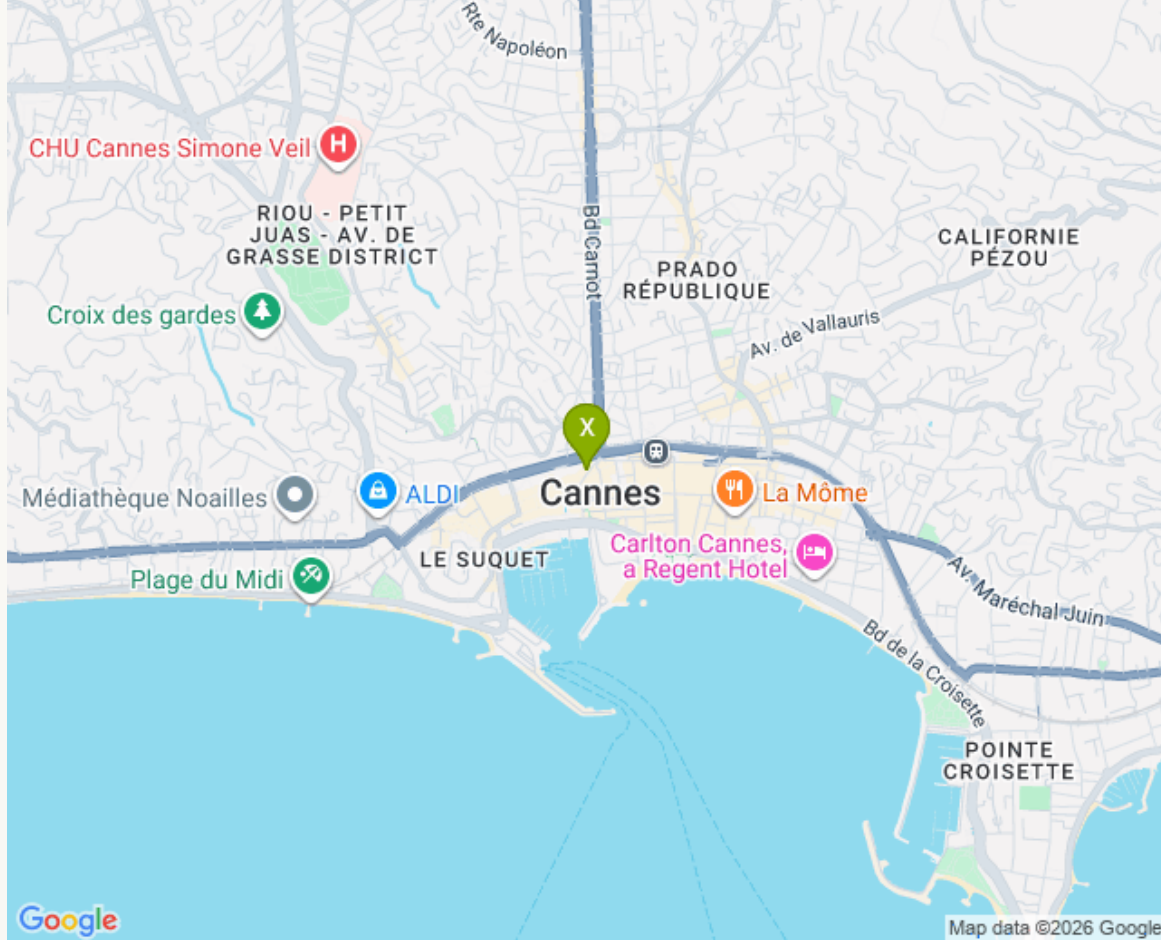 Rte Napoléon
CHU Cannes Simone Veil
H
RIOU - PETIT
JUAS - AV. DE
GRASSE DISTRICT
Bd Carnot
CALIFORNIE
PÉZOU
PRADO
RÉPUBLIQUE
Croix des gardes
Av. de Vallauris
X
Médiathèque Noailles
ALDI
Cannes
La Môme
LE SUQUET
Carlton Cannes,
a Regent Hotel
Plage du Midi
Av. Maréchal Juin
Bd de la Croisette
POINTE
CROISETTE
Google
Map data ©2026 Google